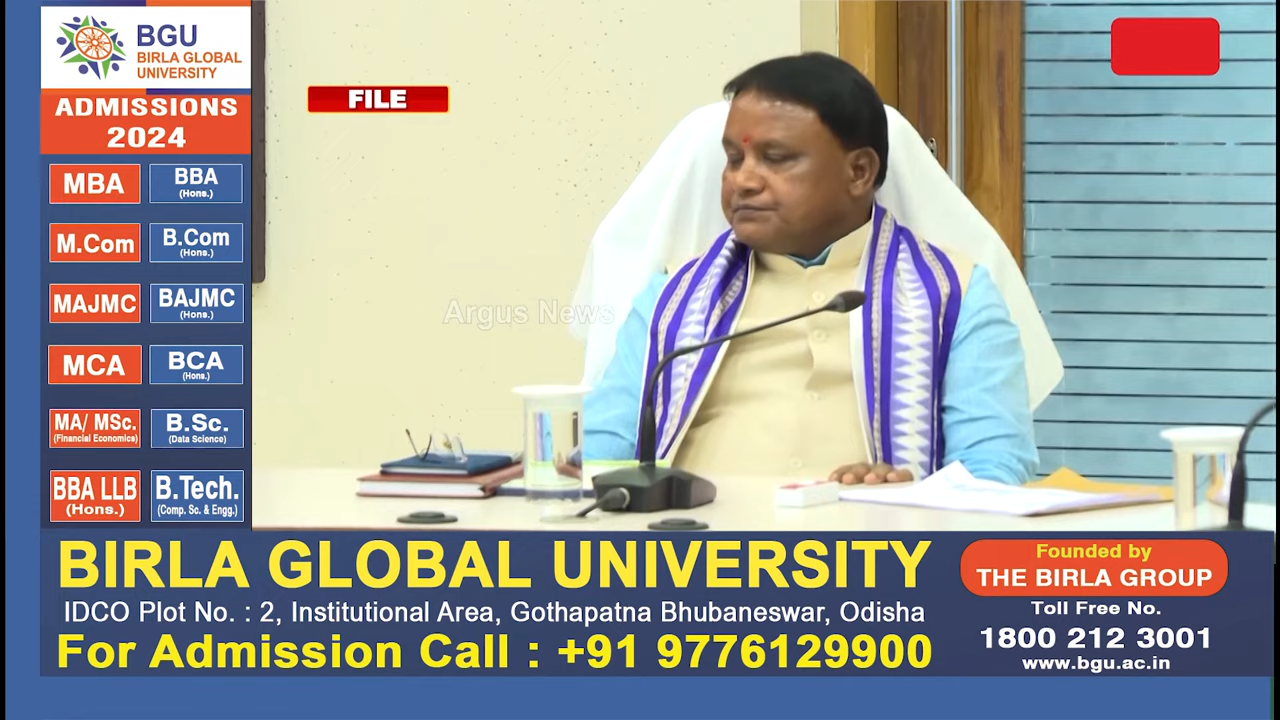 BGU
BIRLA GLOBAL
UNIVERSITY
ADMISSIONS
2024
MBA
BBA
(Hons.)
M.Com
B.Com
(Hons.)
MAJMC
BAJMC
(Hons.)
MCA
BCA
(Hons.)
MA/ MSc.
(Financial Economics)
B.Sc.
(Data Science)
BBA LLB
(Hons.)
B.Tech.
(Comp. Sc. & Engg.)
FILE
Argus News
BIRLA GLOBAL UNIVERSITY
IDCO Plot No. : 2, Institutional Area, Gothapatna Bhubaneswar, Odisha
For Admission Call : +91 9776129900
Founded by
THE BIRLA GROUP
Toll Free No.
1800 212 3001
www.bgu.ac.in